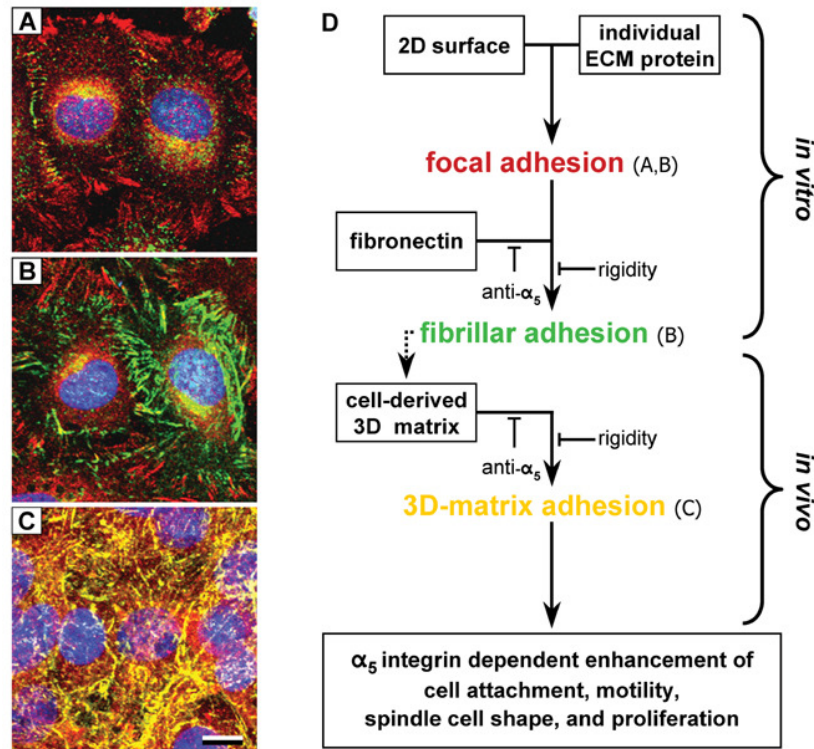 A
B
C
D
2D surface
individual
ECM protein
focal adhesion (A,B)
fibronectin
anti-α5
rigidity
fibrillar adhesion (B)
in vitro
cell-derived
3D matrix
anti-α5
rigidity
3D-matrix adhesion (C)
in vivo
α5 integrin dependent enhancement of
cell attachment, motility,
spindle cell shape, and proliferation